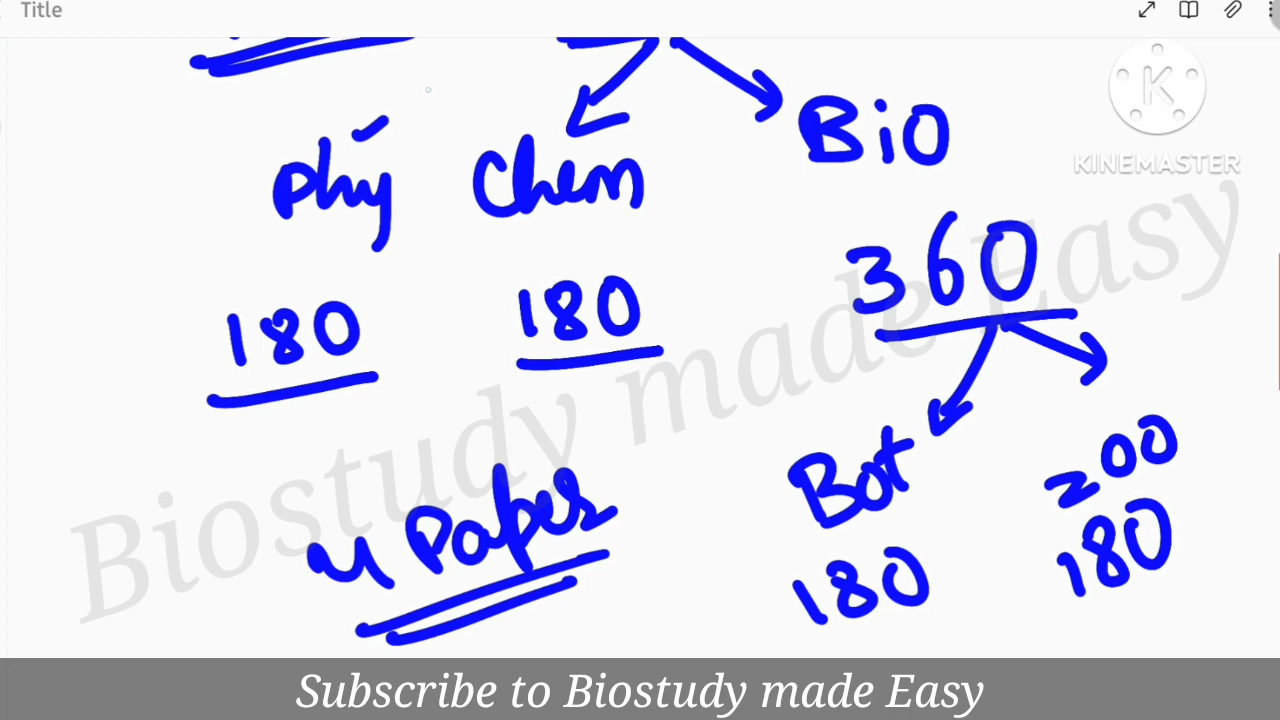 Title
Phy Chem Bio
KINEMASTER
180 180 360
Biostudy made Easy
4 Paper
Bot Zoo
180 180
Subscribe to Biostudy made Easy